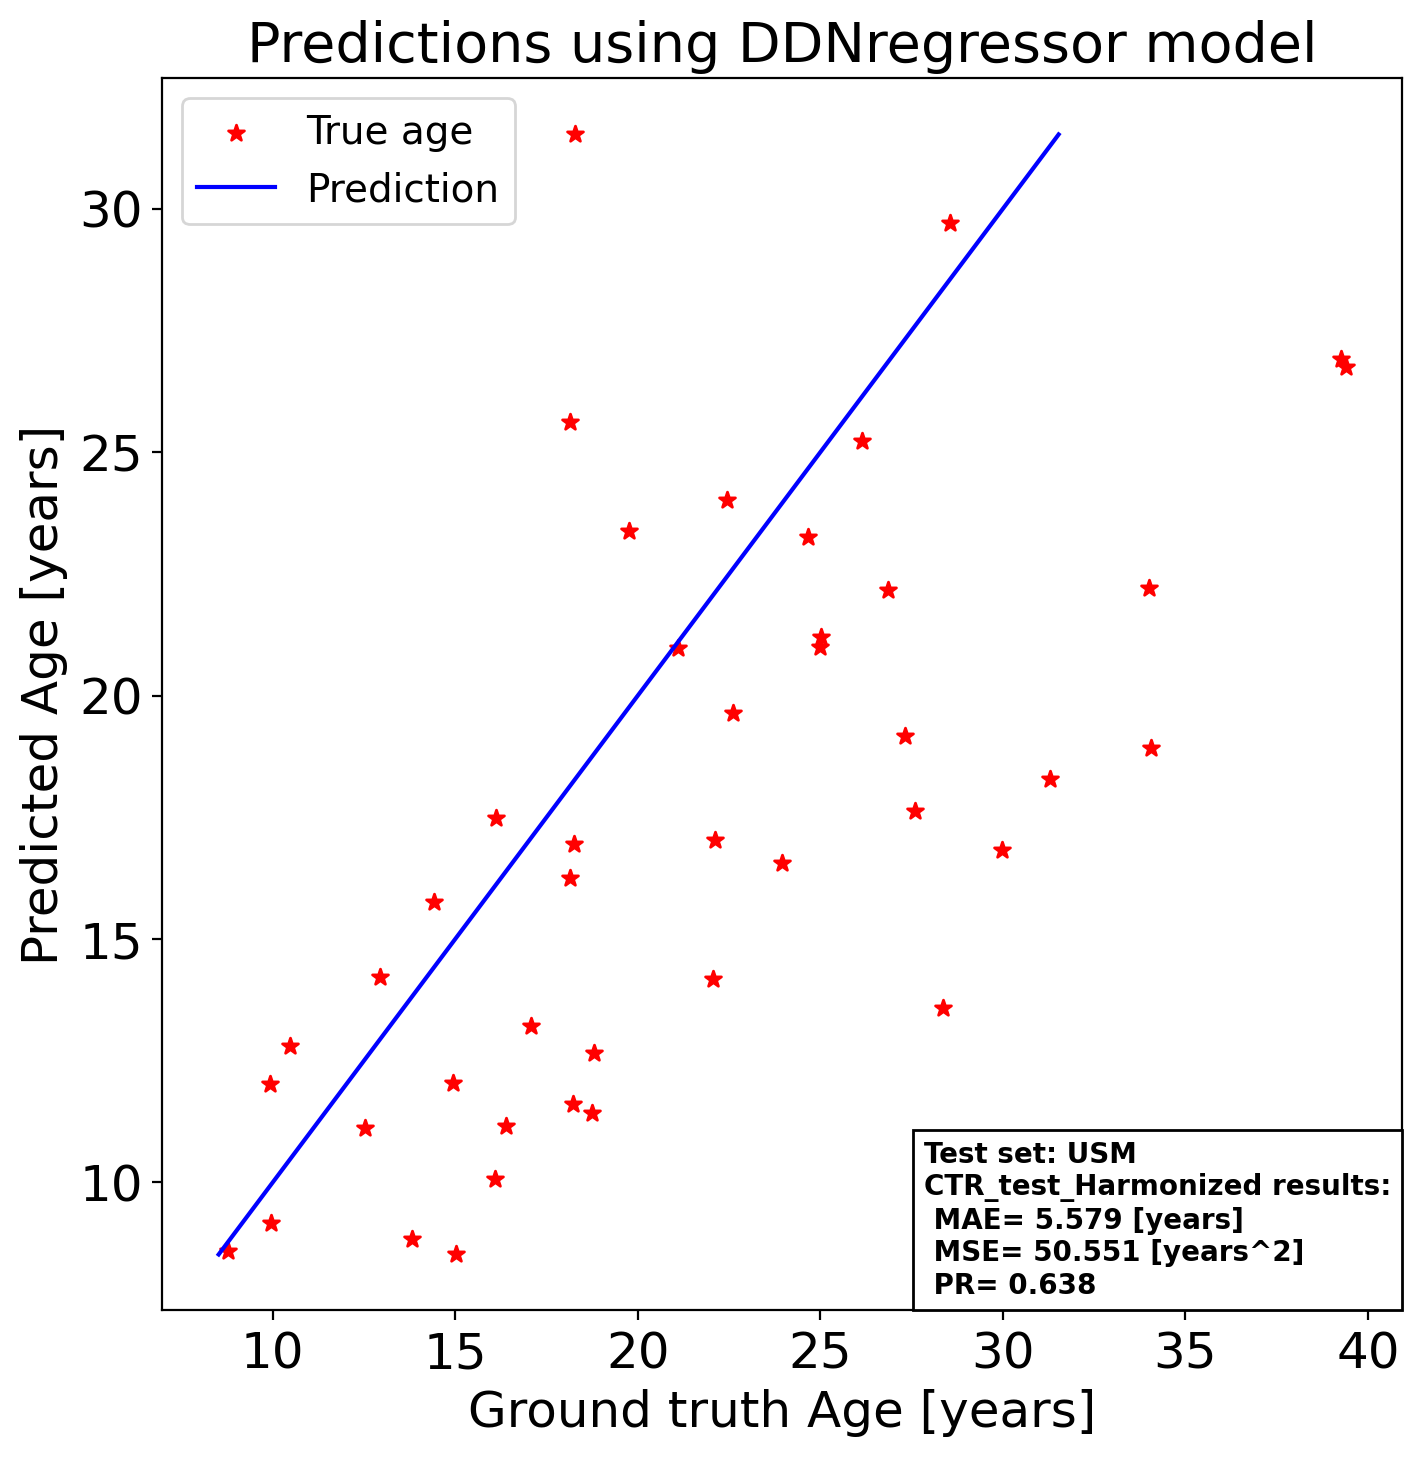 Predictions using DDNregressor model
True age
Prediction
30
25
20
15
10
Predicted Age [years]
Test set: USM
CTR_test_Harmonized results:
MAE= 5.579 [years]
MSE= 50.551 [years^2]
PR= 0.638
10 15 20 25 30 35 40
Ground truth Age [years]